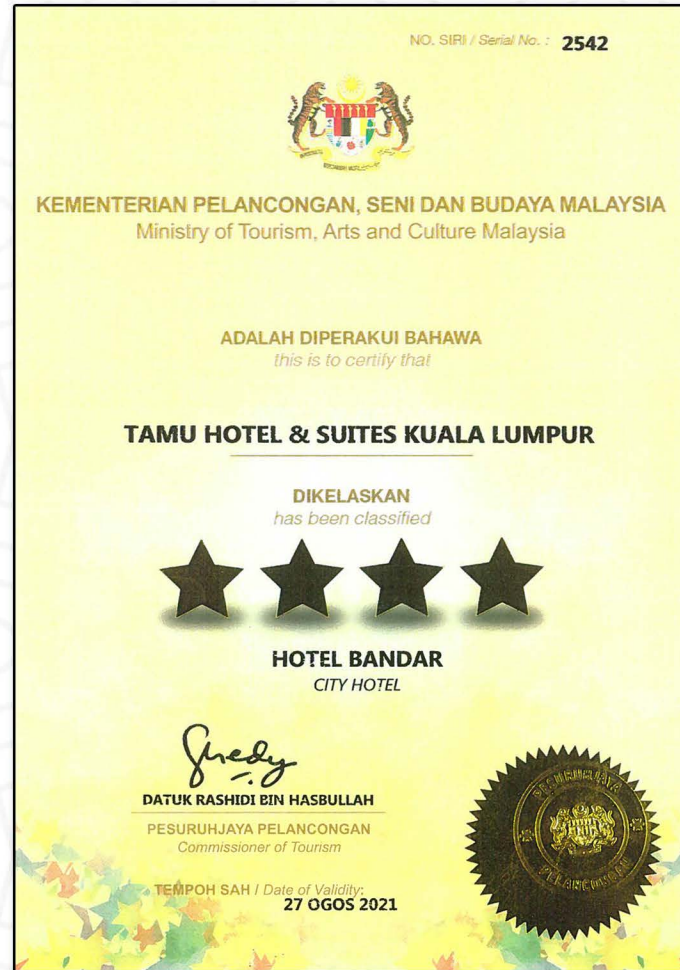 NO. SIRI / Serial No. : 2542
KEMENTERIAN PELANCONGAN, SENI DAN BUDAYA MALAYSIA
Ministry of Tourism, Arts and Culture Malaysia
ADALAH DIPERAKUI BAHAWA
this is to certify that
TAMU HOTEL & SUITES KUALA LUMPUR
DIKELASKAN
has been classified
HOTEL BANDAR
CITY HOTEL
DATUK RASHIDI BIN HASBULLAH
PESURUHJAYA PELANCONGAN
Commissioner of Tourism
TEMPOH SAH / Date of Validity:
27 OGOS 2021
PESURUHJAYA
PELANCONGAN